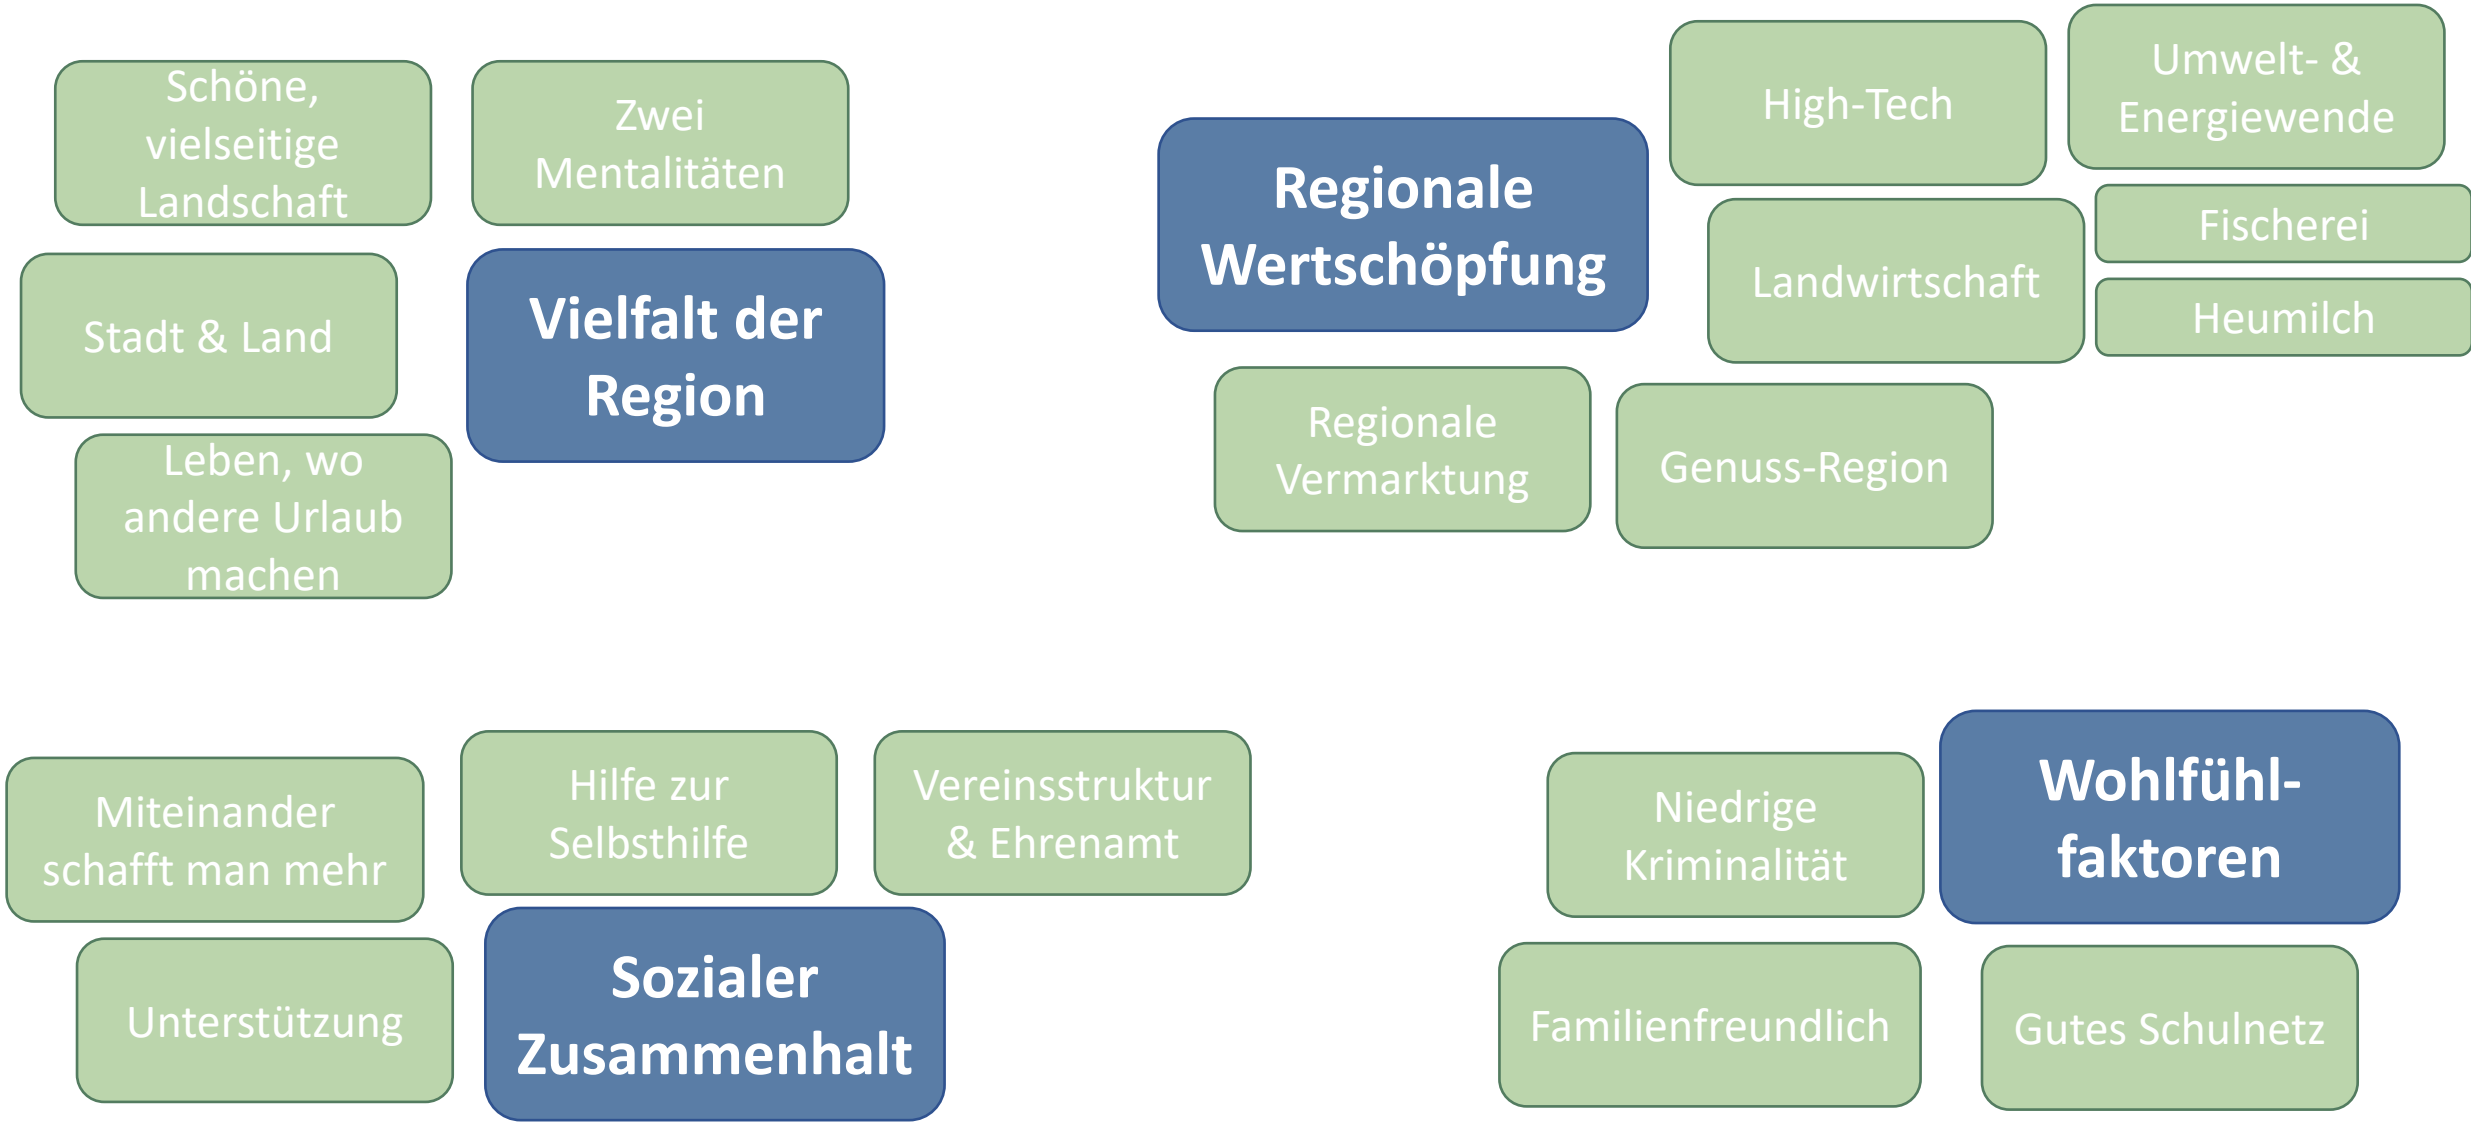 Schöne,
vielseitige
Landschaft
Zwei
Mentalitäten
Stadt & Land
Vielfalt der
Region
Leben, wo
andere Urlaub
machen
Regionale
Wertschöpfung
High-Tech
Umwelt- &
Energiewende
Landwirtschaft
Fischerei
Heumilch
Regionale
Vermarktung
Genuss-Region
Miteinander
schafft man mehr
Hilfe zur
Selbsthilfe
Vereinsstruktur
& Ehrenamt
Unterstützung
Sozialer
Zusammenhalt
Niedrige
Kriminalität
Wohlfühl-
faktoren
Familienfreundlich
Gutes Schulnetz